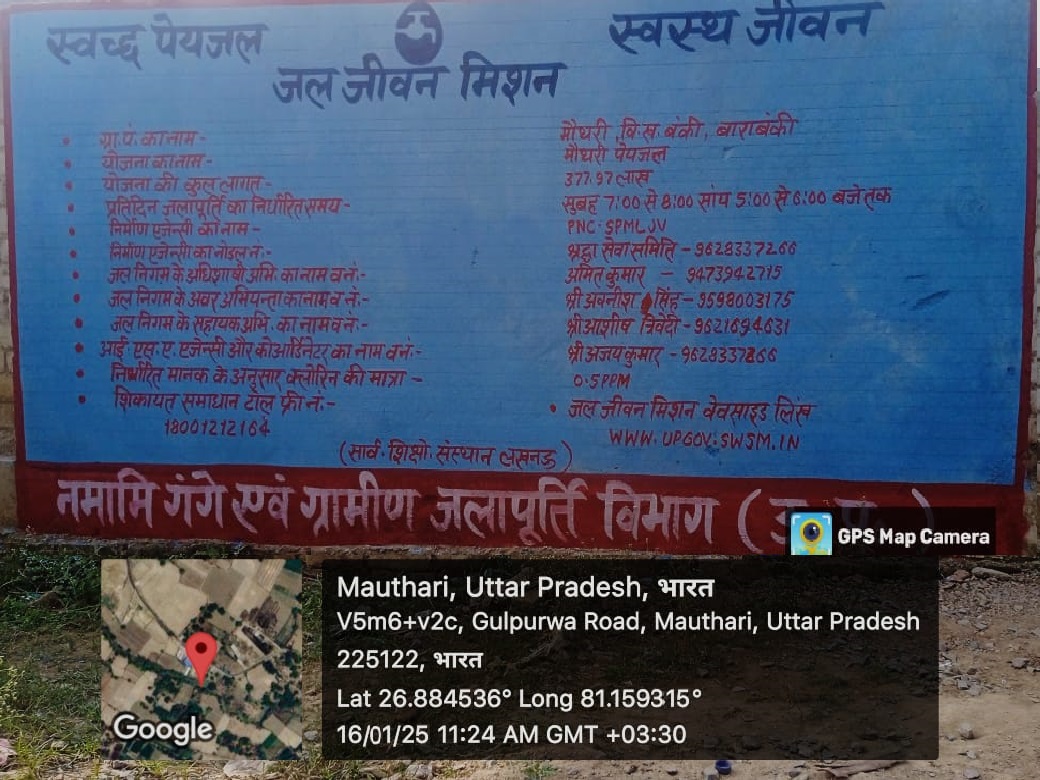 स्वच्छ पेयजल
स्वस्थ जीवन
जल जीवन मिशन
• ग्रा.पं. का नाम- मौथरी, वि.ख. बंकी, बाराबंकी
• योजना का नाम- मौथरी पेयजल
• योजना की कुल लागत- 377.97 लाख
• प्रतिदिन जलापूर्ति का निर्धारित समय- सुबह 7:00 से 8:00 सांय 5:00 से 6:00 बजे तक
• निर्माण एजेन्सी का नाम- PNC-SPML JV
• निर्माण एजेन्सी का नोडल नं:- श्रद्धा सेवा समिति - 9628337266
• जल निगम के अधिशाषी अभि. का नाम व नं:- अमित कुमार - 9473942715
• जल निगम के अवर अभियन्ता का नाम व नं:- श्री अवनीश सिंह - 9598003175
• जल निगम के सहायक अभि. का नाम व नं:- श्री आशीष त्रिवेदी - 9621694631
• आई. एस. ए. एजेन्सी और कोआर्डिनेटर का नाम व नं:- श्री अजय कुमार - 9628337266
• निर्धारित मानक के अनुसार क्लोरिन की मात्रा - 0.5PPM
• शिकायत समाधान टोल फ्री नं:- • जल जीवन मिशन वेवसाइड लिंख
18001212164 WWW.UPGOV.SWSM.IN
(सार्व. शिक्षो. संस्थान लखनऊ)
नमामि गंगे एवं ग्रामीण जलापूर्ति विभाग (
GPS Map Camera
Mauthari, Uttar Pradesh, भारत
V5m6+v2c, Gulpurwa Road, Mauthari, Uttar Pradesh
225122, भारत
Lat 26.884536° Long 81.159315°
16/01/25 11:24 AM GMT +03:30
Google